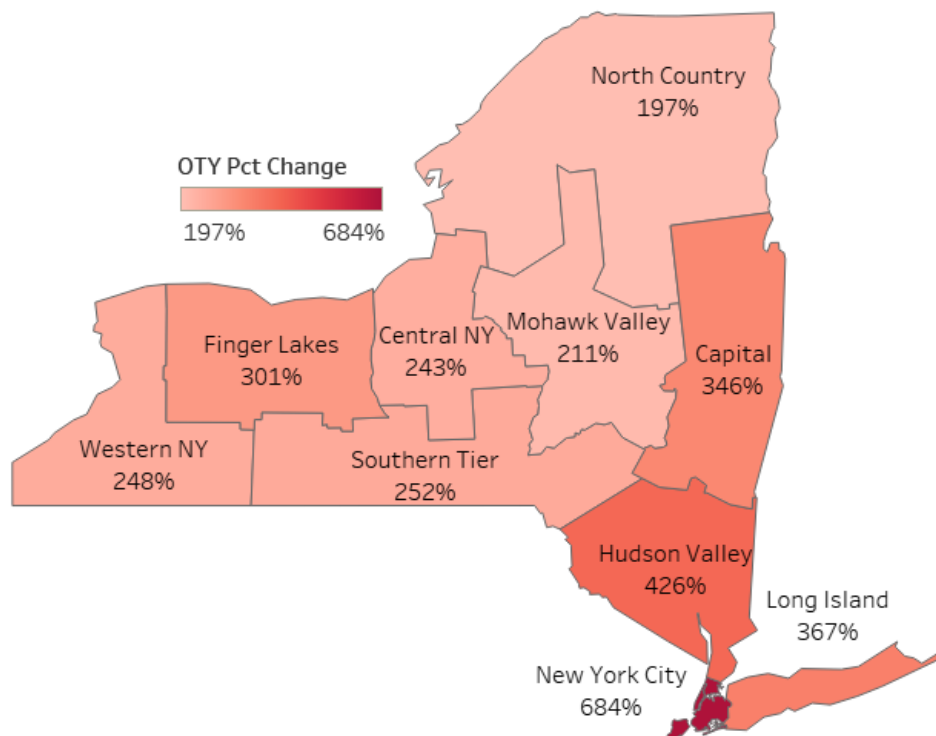 North Country
197%
OTY Pct Change
197% 684%
Mohawk Valley
211%
Central NY
243%
Finger Lakes
301%
Capital
346%
Western NY
248%
Southern Tier
252%
Hudson Valley
426%
Long Island
367%
New York City
684%